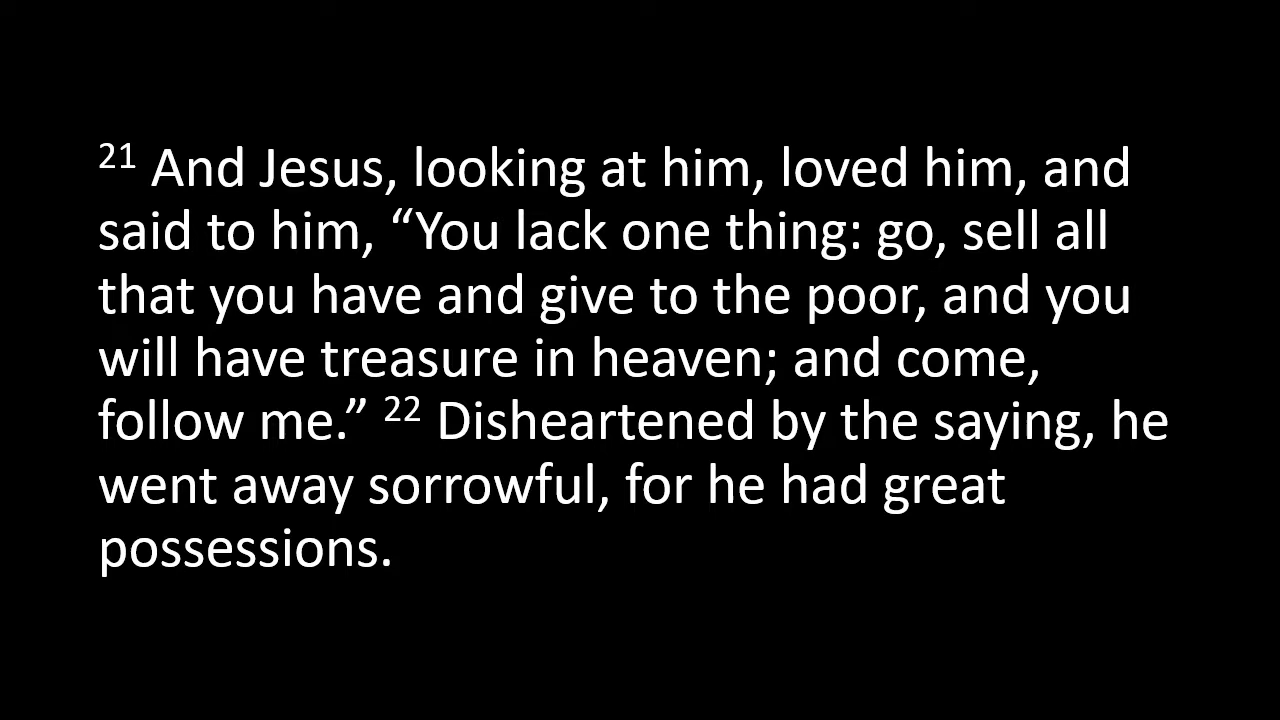 21 And Jesus, looking at him, loved him, and
said to him, “You lack one thing: go, sell all
that you have and give to the poor, and you
will have treasure in heaven; and come,
follow me.” 22 Disheartened by the saying, he
went away sorrowful, for he had great
possessions.